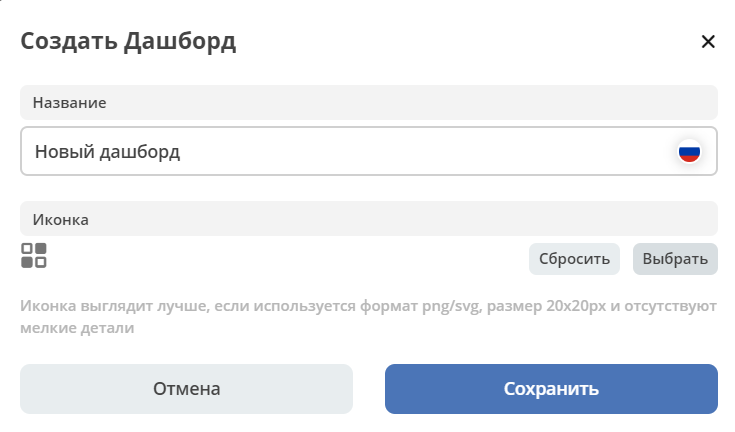 Создать Дашборд
Название
Новый дашборд
Иконка
Сбросить
Выбрать
Иконка выглядит лучше, если используется формат png/svg, размер 20x20px и отсутствуют
мелкие детали
Отмена
Сохранить